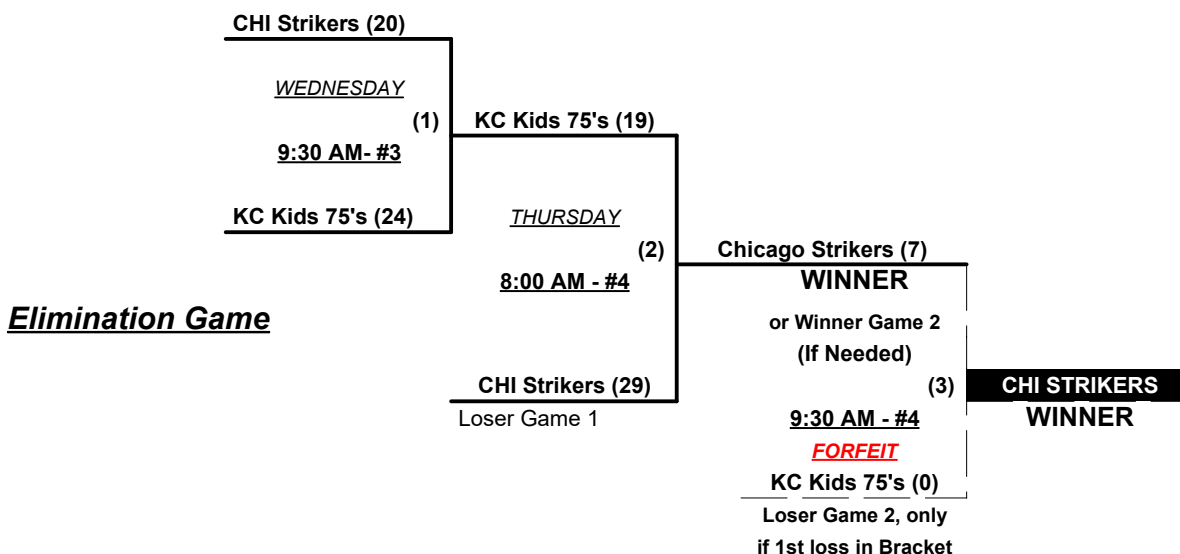 CHI Strikers (20)
WEDNESDAY
(1)
KC Kids 75's (19)
9:30 AM- #3
KC Kids 75's (24)
THURSDAY
(2)
Chicago Strikers (7)
WINNER
8:00 AM - #4
Elimination Game
or Winner Game 2
(If Needed)
CHI Strikers (29)
(3)
CHI STRIKERS
WINNER
Loser Game 1
9:30 AM - #4
FORFEIT
KC Kids 75's (0)
Loser Game 2, only
if 1st loss in Bracket